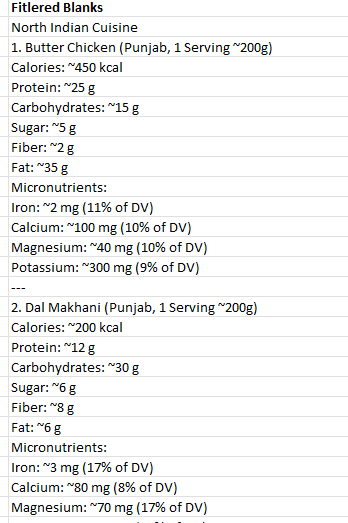 Fitlered Blanks
North Indian Cuisine
1. Butter Chicken (Punjab, 1 Serving ~200g)
Calories: ~450 kcal
Protein: ~25 g
Carbohydrates: ~15 g
Sugar: ~5 g
Fiber: ~2 g
Fat: ~35 g
Micronutrients:
Iron: ~2 mg (11% of DV)
Calcium: ~100 mg (10% of DV)
Magnesium: ~40 mg (10% of DV)
Potassium: ~300 mg (9% of DV)
---
2. Dal Makhani (Punjab, 1 Serving ~200g)
Calories: ~200 kcal
Protein: ~12 g
Carbohydrates: ~30 g
Sugar: ~6 g
Fiber: ~8 g
Fat: ~6 g
Micronutrients:
Iron: ~3 mg (17% of DV)
Calcium: ~80 mg (8% of DV)
Magnesium: ~70 mg (17% of DV)